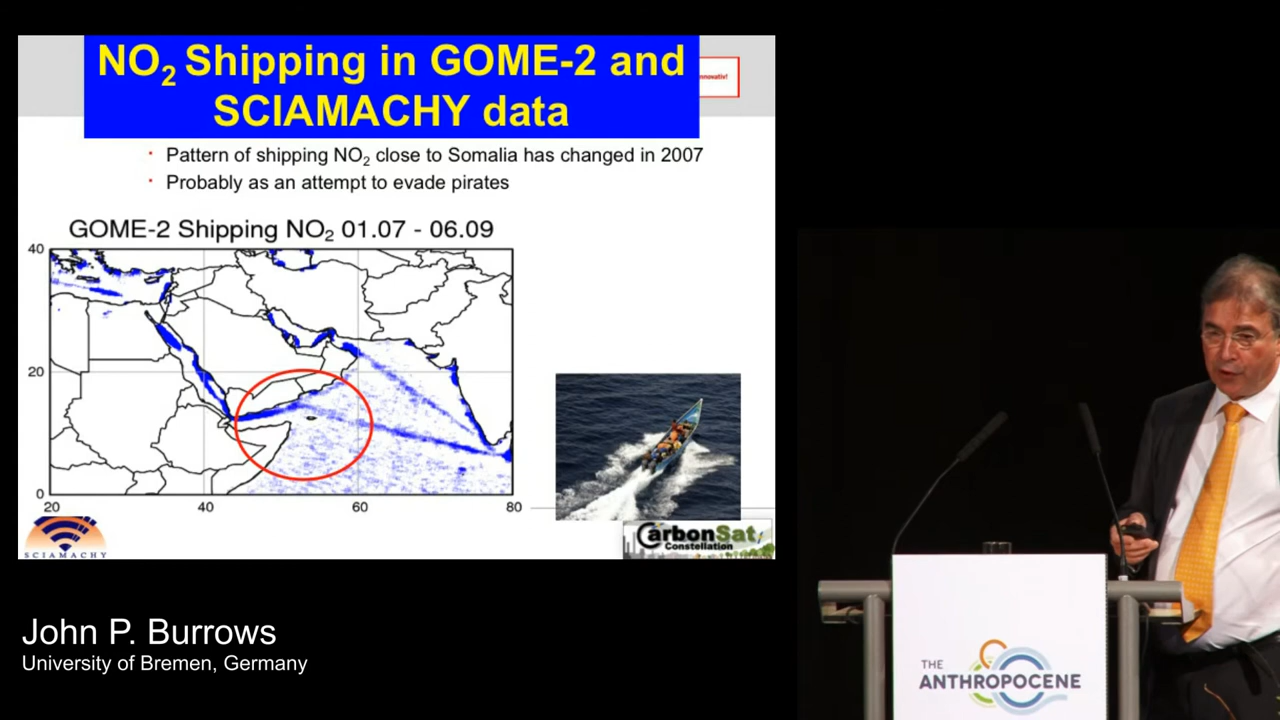 NO₂ Shipping in GOME-2 and
SCIAMACHY data
· Pattern of shipping NO₂ close to Somalia has changed in 2007
· Probably as an attempt to evade pirates
GOME-2 Shipping NO₂ 01.07 - 06.09
40
20
0
20 40 60 80
SCIAMACHY
CarbonSat
Constellation
John P. Burrows
University of Bremen, Germany
THE
ANTHROPOCENE